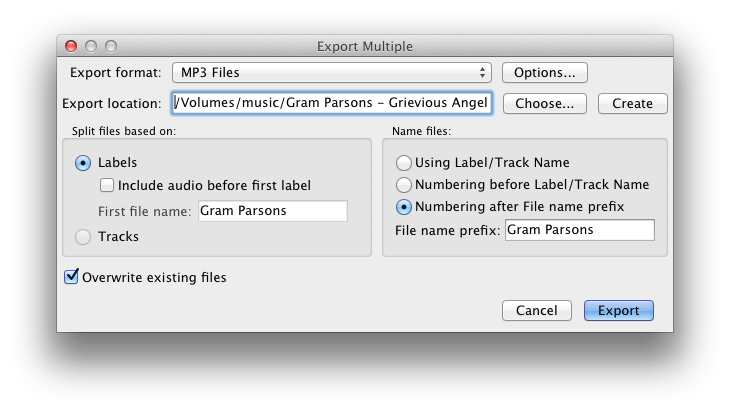 Export Multiple
Export format: MP3 Files Options...
Export location: /Volumes/music/Gram Parsons - Grievious Angel Choose... Create
Split files based on:
Labels
Include audio before first label
First file name: Gram Parsons
Tracks
Name files:
Using Label/Track Name
Numbering before Label/Track Name
Numbering after File name prefix
File name prefix: Gram Parsons
Overwrite existing files
Cancel Export